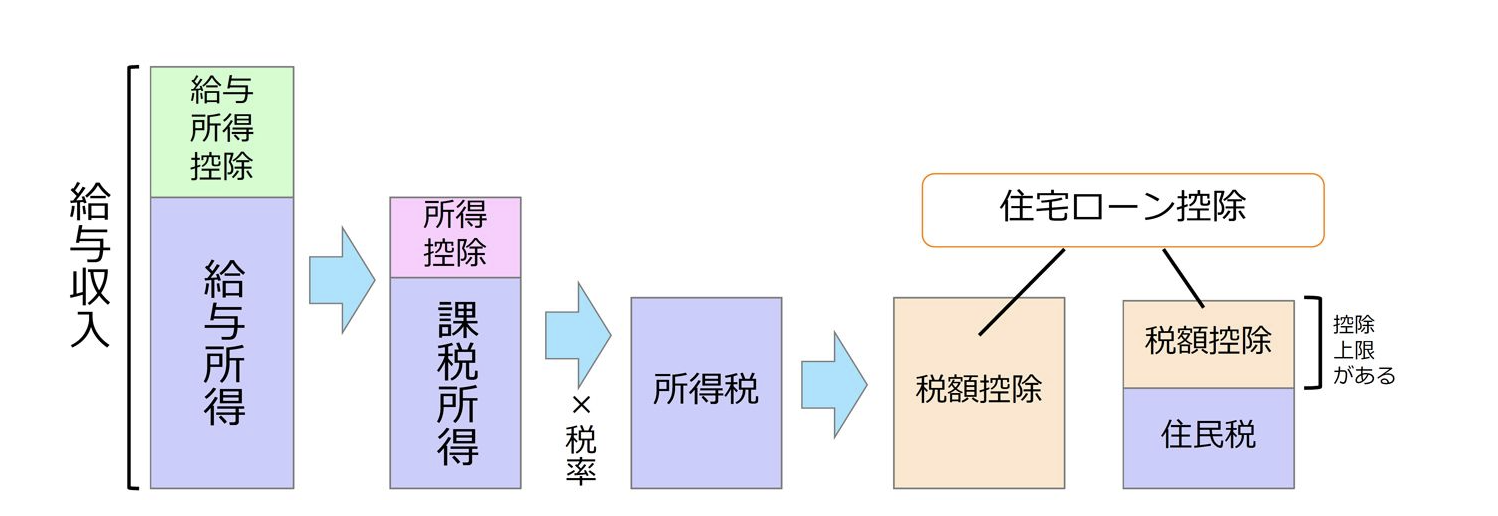 給与収入
給与
所得
控除
給与所得
所得
控除
課税所得
×税率
所得税
住宅ローン控除
税額控除
税額控除
住民税
控除
上限
がある